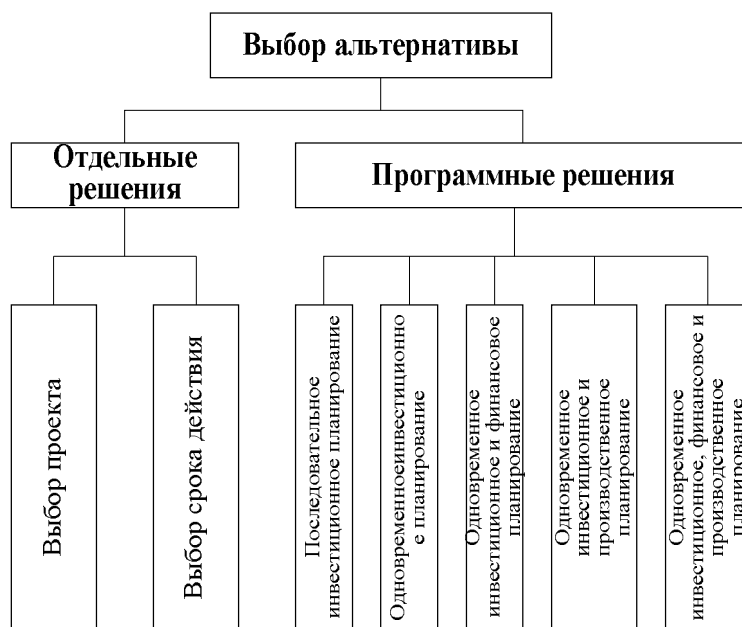 Выбор альтернативы
Отдельные
решения
Программные решения
Выбор проекта
Выбор срока действия
Последовательное
инвестиционное планирование
Одновременноеинвестиционно
е планирование
Одновременное
инвестиционное и финансовое
планирование
Одновременное
инвестиционное и
производственное
планирование
Одновременное
инвестиционное, финансовое и
производственное
планирование